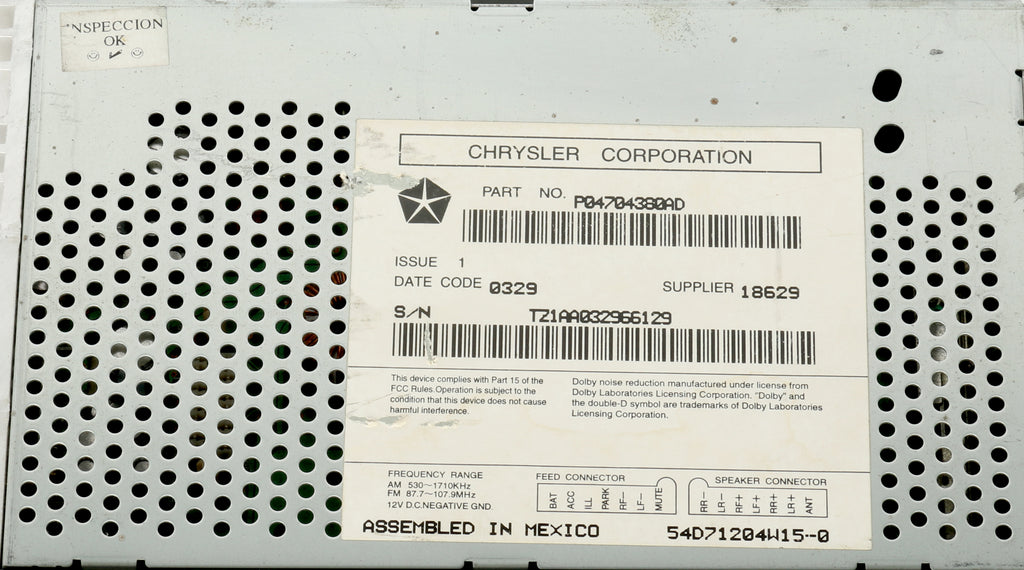 INSPECCION
OK
CHRYSLER CORPORATION
PART NO. P04704380AD
ISSUE 1
DATE CODE 0329 SUPPLIER 18629
S/N TZ1AA032966129
This device complies with Part 15 of the
FCC Rules.Operation is subject to the
condition that this device does not cause
harmful interference.
Dolby noise reduction manufactured under license from
Dolby Laboratories Licensing Corporation. "Dolby" and
the double-D symbol are trademarks of Dolby Laboratories
Licensing Corporation.
FREQUENCY RANGE
AM 530~1710KHz
FM 87.7~107.9MHz
12V D.C.NEGATIVE GND.
FEED CONNECTOR
BAT
ACC
ILL
PARK
RF-
LF-
MUTE
SPEAKER CONNECTOR
RR-
LR-
RF+
LF+
RR+
LR+
ANT
ASSEMBLED IN MEXICO 54D71204W15-0